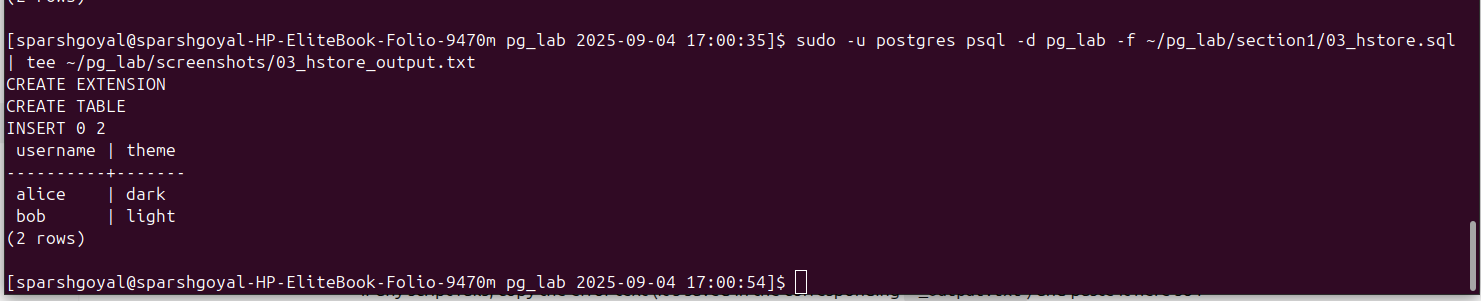 (2 rows)
[sparshgoyal@sparshgoyal-HP-EliteBook-Folio-9470m pg_lab 2025-09-04 17:00:35]$ sudo -u postgres psql -d pg_lab -f ~/pg_lab/section1/03_hstore.sql
| tee ~/pg_lab/screenshots/03_hstore_output.txt
CREATE EXTENSION
CREATE TABLE
INSERT 0 2
 username | theme
----------+-------
 alice    | dark
 bob      | light
(2 rows)
[sparshgoyal@sparshgoyal-HP-EliteBook-Folio-9470m pg_lab 2025-09-04 17:00:54]$